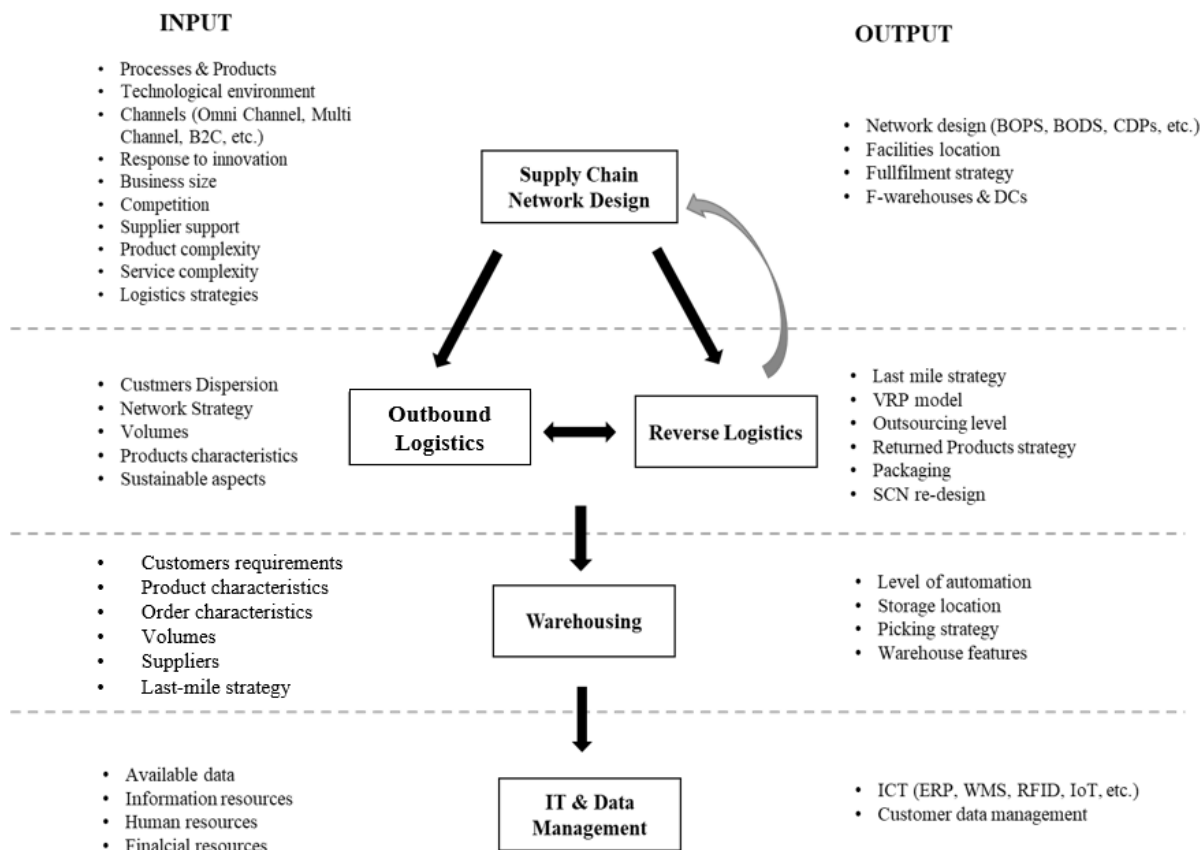 INPUT
OUTPUT
• Processes & Products
• Technological environment
• Channels (Omni Channel, Multi
Channel, B2C, etc.)
• Response to innovation
• Business size
• Competition
• Supplier support
• Product complexity
• Service complexity
• Logistics strategies
Supply Chain
Network Design
• Network design (BOPS, BODS, CDPs, etc.)
• Facilities location
• Fullfilment strategy
• F-warehouses & DCs
• Custmers Dispersion
• Network Strategy
• Volumes
• Products characteristics
• Sustainable aspects
Outbound
Logistics
Reverse Logistics
• Last mile strategy
• VRP model
• Outsourcing level
• Returned Products strategy
• Packaging
• SCN re-design
• Customers requirements
• Product characteristics
• Order characteristics
• Volumes
• Suppliers
• Last-mile strategy
Warehousing
• Level of automation
• Storage location
• Picking strategy
• Warehouse features
• Available data
• Information resources
• Human resources
• Finalcial resources
IT & Data
Management
• ICT (ERP, WMS, RFID, IoT, etc.)
• Customer data management